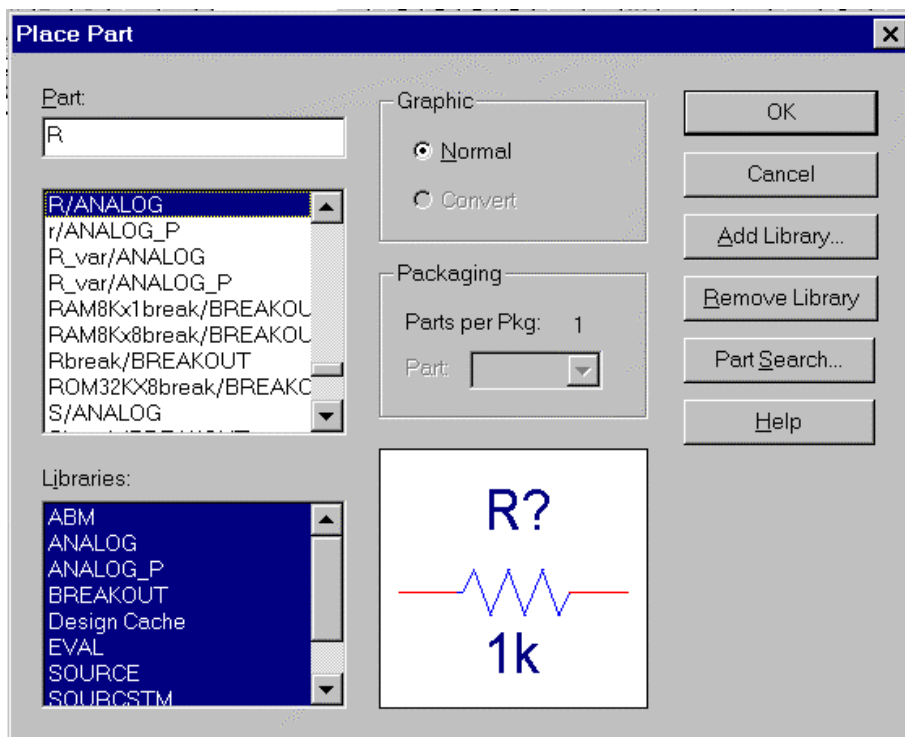 Place Part
Part:
R
R/ANALOG
r/ANALOG_P
R_var/ANALOG
R_var/ANALOG_P
RAM8Kx1break/BREAKOU
RAM8Kx8break/BREAKOU
Rbreak/BREAKOUT
ROM32KX8break/BREAKC
S/ANALOG
Libraries:
ABM
ANALOG
ANALOG_P
BREAKOUT
Design Cache
EVAL
SOURCE
SOURCSTM
Graphic
Normal
Convert
Packaging
Parts per Pkg: 1
Part:
R?
1k
OK
Cancel
Add Library...
Remove Library
Part Search...
Help